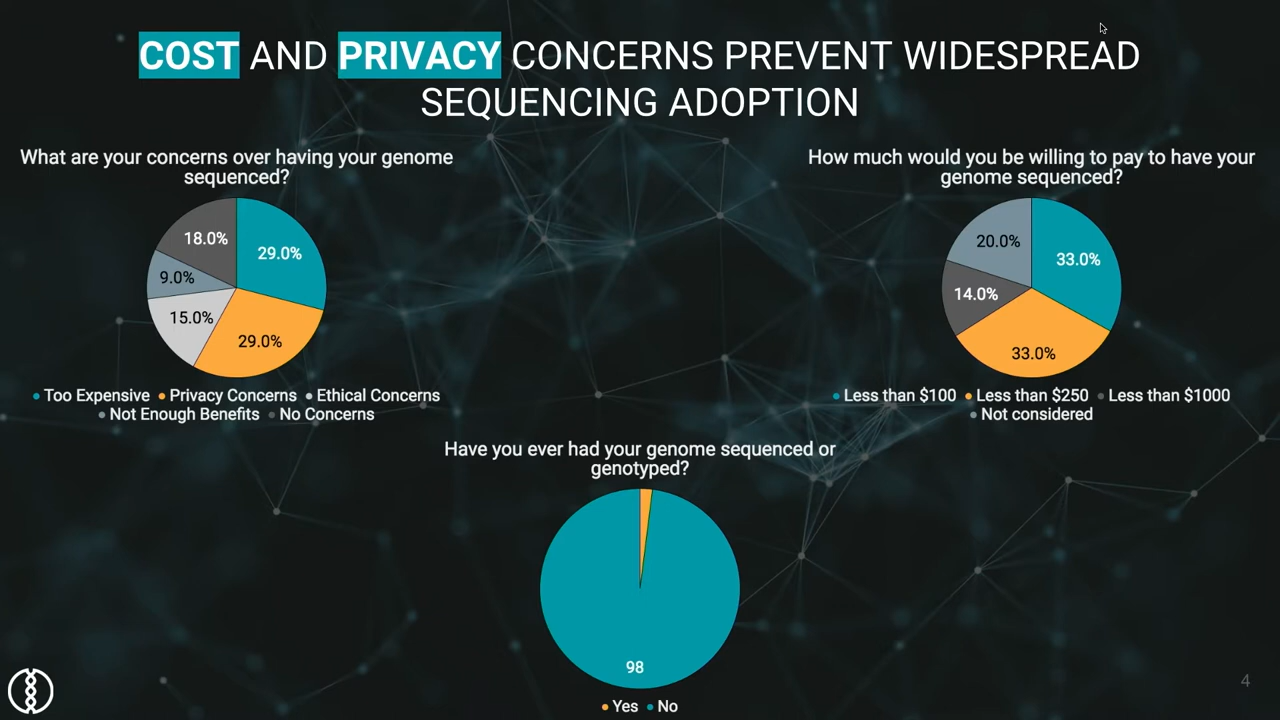 COST AND PRIVACY CONCERNS PREVENT WIDESPREAD
SEQUENCING ADOPTION
What are your concerns over having your genome
sequenced?
18.0%
29.0%
9.0%
15.0%
29.0%
Too Expensive Privacy Concerns Ethical Concerns
Not Enough Benefits No Concerns
How much would you be willing to pay to have your
genome sequenced?
20.0%
33.0%
14.0%
33.0%
Less than $100 Less than $250 Less than $1000
Not considered
Have you ever had your genome sequenced or
genotyped?
98
Yes No
4